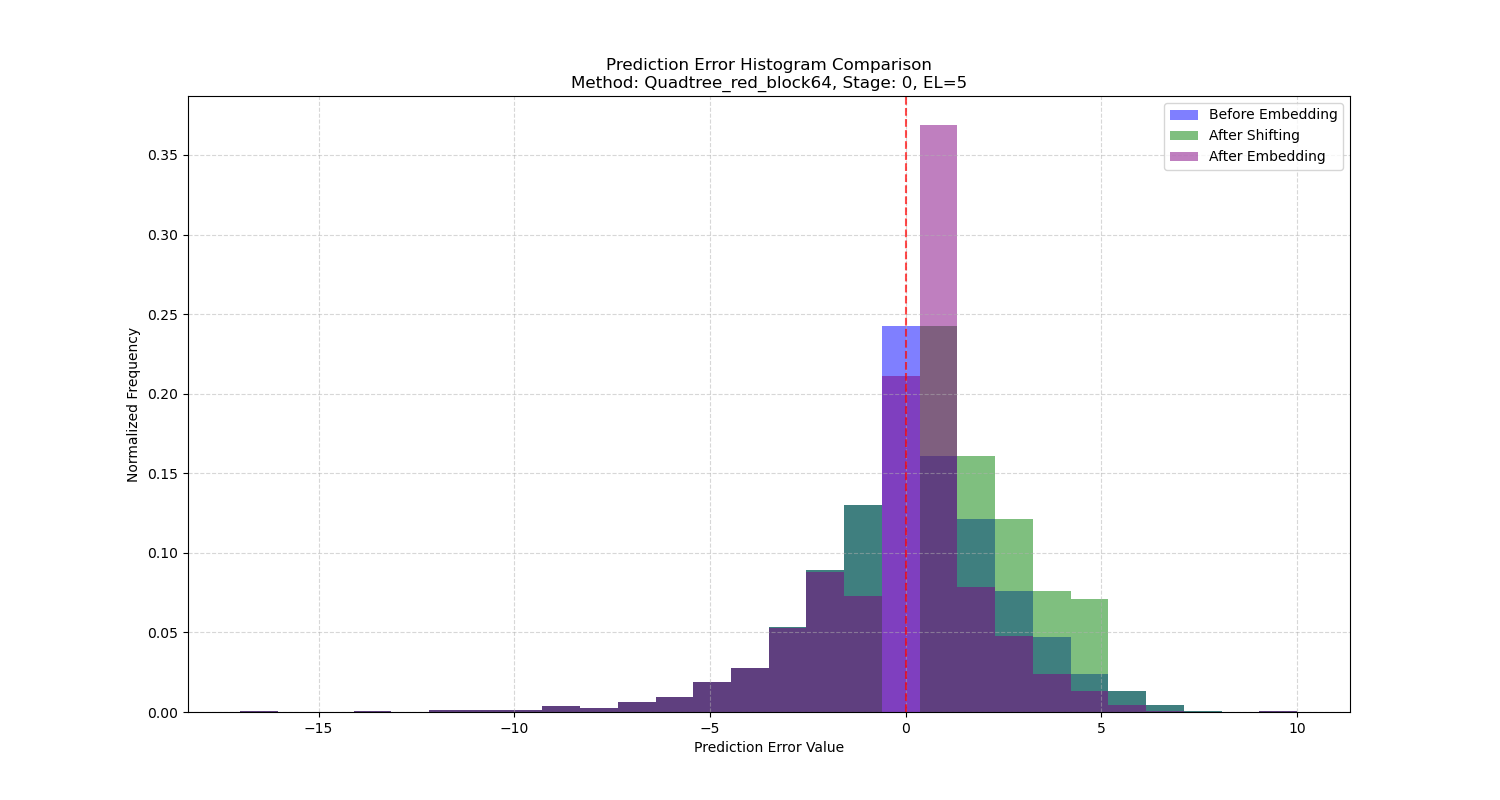 Prediction Error Histogram Comparison
Method: Quadtree_red_block64, Stage: 0, EL=5
Before Embedding
After Shifting
After Embedding
Normalized Frequency
0.35
0.30
0.25
0.20
0.15
0.10
0.05
0.00
−15
−10
−5
0
5
10
Prediction Error Value